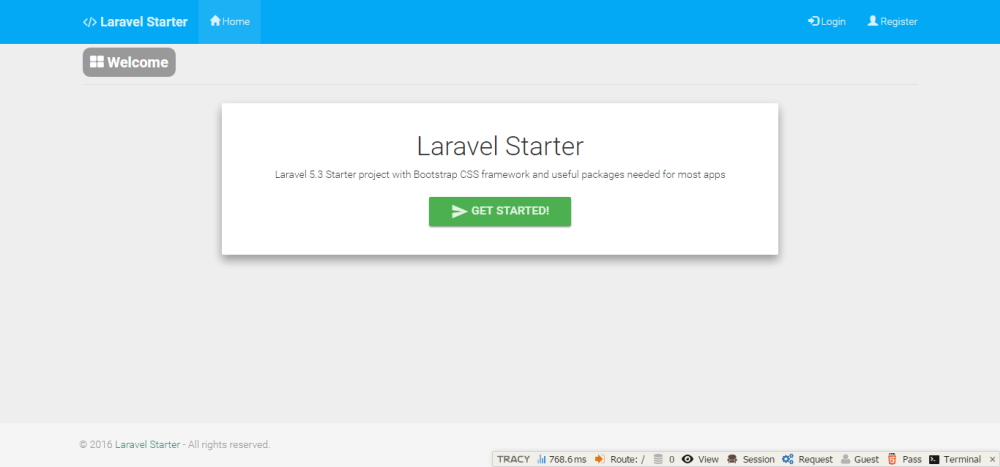 Laravel Starter Home Login Register
Welcome
Laravel Starter
Laravel 5.3 Starter project with Bootstrap CSS framework and useful packages needed for most apps
GET STARTED!
© 2016 Laravel Starter - All rights reserved.
TRACY 768.6 ms Route: / 0 View Session Request Guest Pass Terminal ×